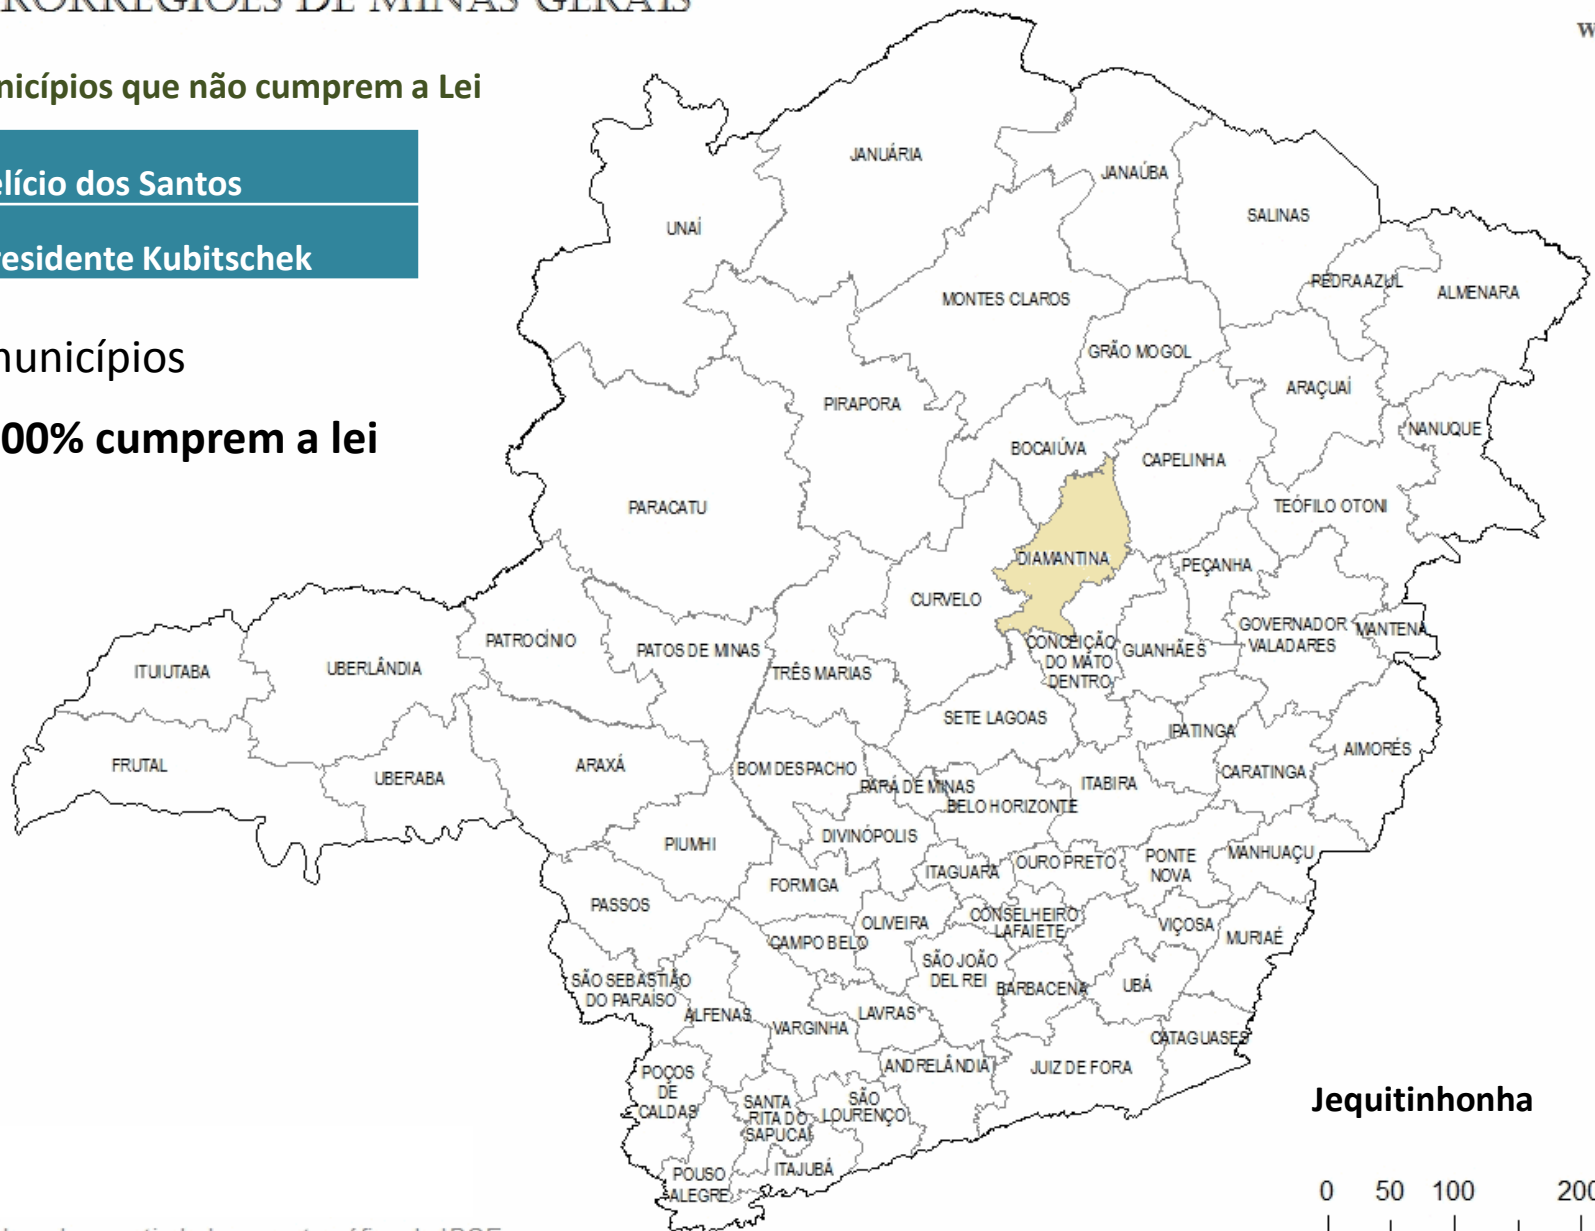 RORREGIÕES DE MINAS GERAIS
w
nicípios que não cumprem a Lei
elício dos Santos
residente Kubitschek
municípios
00% cumprem a lei
JANUÁRIA
JANAÚBA
SALINAS
UNAÍ
PEDRA AZUL
ALMENARA
MONTES CLAROS
GRÃO MOGOL
ARAÇUAÍ
PIRAPORA
NANUQUE
BOCAIÚVA
CAPELINHA
PARACATU
TEÓFILO OTONI
DIAMANTINA
PEÇANHA
CURVELO
GOVERNADOR
VALADARES
MANTENA
PATROCÍNIO
PATOS DE MINAS
CONCEIÇÃO
DO MATO
DENTRO
GUANHÃES
ITUIUTABA
UBERLÂNDIA
TRÊS MARIAS
SETE LAGOAS
IPATINGA
AIMORÉS
FRUTAL
UBERABA
ARAXÁ
BOM DESPACHO
PARÁ DE MINAS
BELO HORIZONTE
ITABIRA
CARATINGA
PIUMHI
DIVINÓPOLIS
ITAGUARA
OURO PRETO
PONTE
NOVA
MANHUAÇU
FORMIGA
PASSOS
OLIVEIRA
CONSELHEIRO
LAFAIETE
VIÇOSA
MURIAÉ
CAMPO BELO
SÃO JOÃO
DEL REI
BARBACENA
UBÁ
SÃO SEBASTIÃO
DO PARAÍSO
ALFENAS
VARGINHA
LAVRAS
CATAGUASES
ANDRELÂNDIA
JUIZ DE FORA
POÇOS
DE
CALDAS
SANTA
RITA DO
SAPUCAÍ
SÃO
LOURENÇO
Jequitinhonha
POUSO
ALEGRE
ITAJUBÁ
0 50 100 200